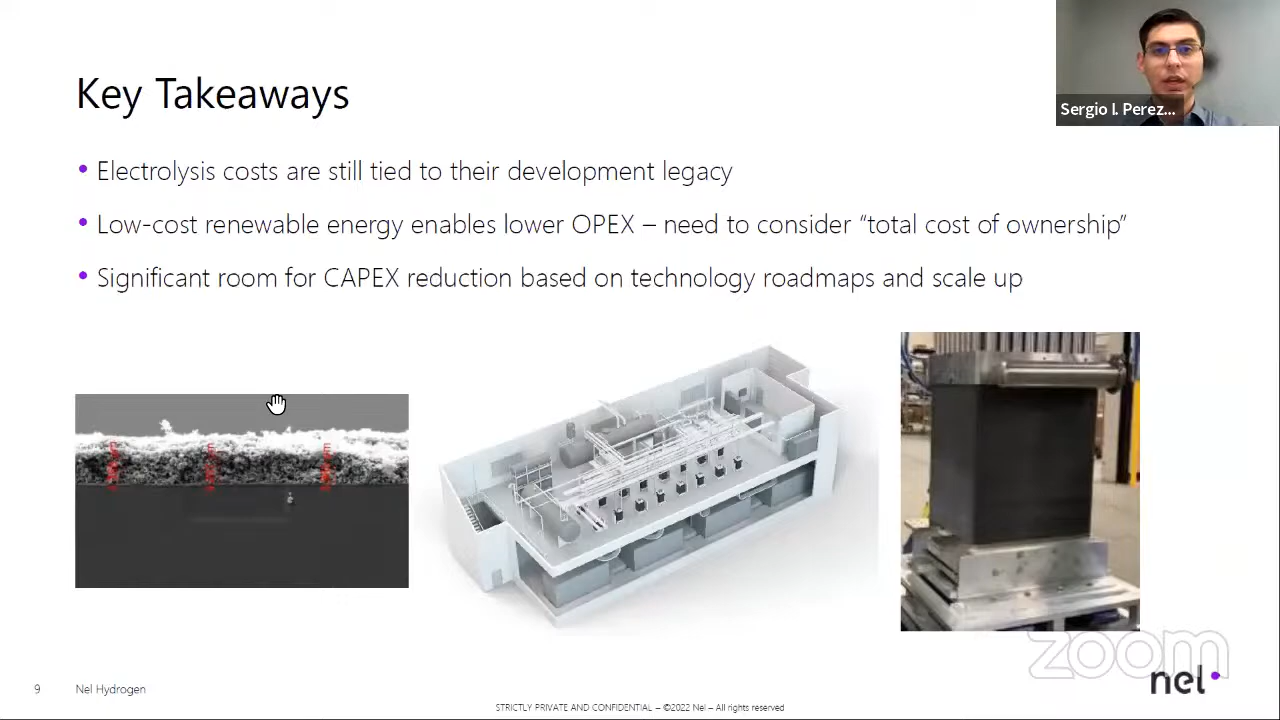 Key Takeaways
Sergio I. Perez...
• Electrolysis costs are still tied to their development legacy
• Low-cost renewable energy enables lower OPEX – need to consider “total cost of ownership”
• Significant room for CAPEX reduction based on technology roadmaps and scale up
zoom
nel
9 Nel Hydrogen
STRICTLY PRIVATE AND CONFIDENTIAL – ©2022 Nel – All rights reserved